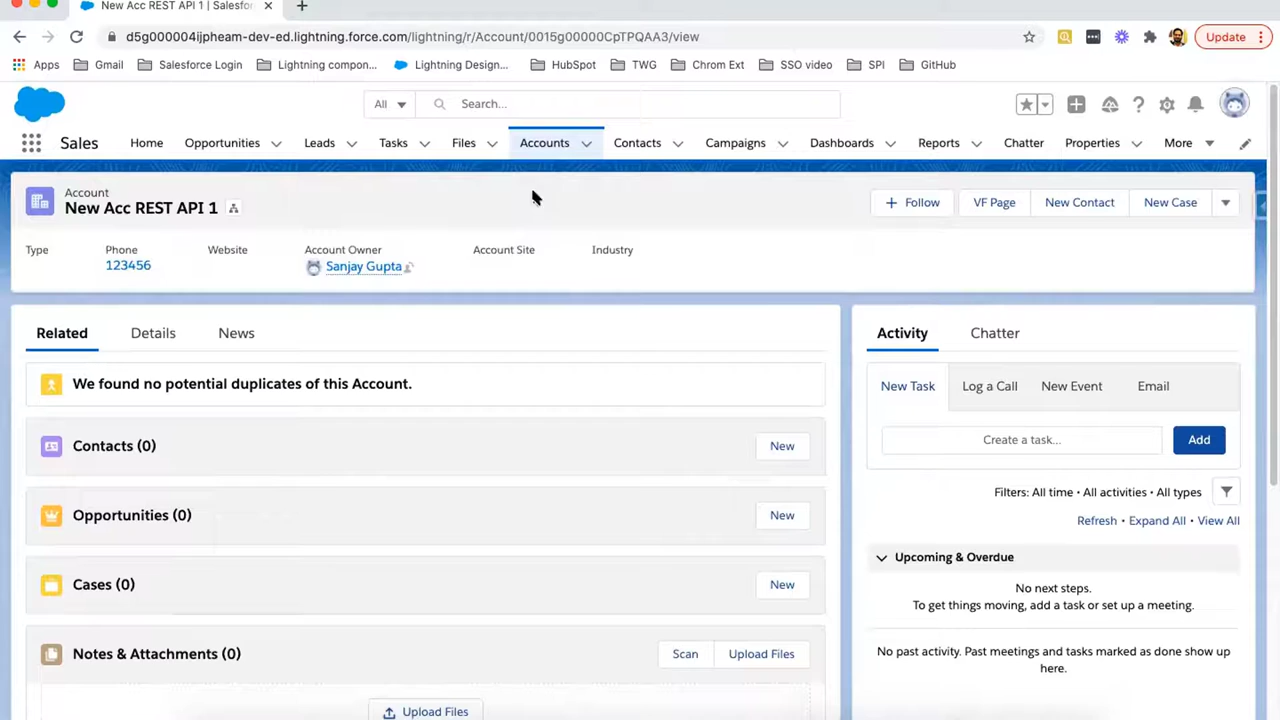 New Acc REST API 1 | Salesfor
d5g000004ijpheam-dev-ed.lightning.force.com/lightning/r/Account/0015g00000CpTPQAA3/view
Update
Apps Gmail Salesforce Login Lightning compon... Lightning Design... HubSpot TWG Chrom Ext SSO video SPI GitHub
All Search...
Sales Home Opportunities Leads Tasks Files Accounts Contacts Campaigns Dashboards Reports Chatter Properties More
Account
New Acc REST API 1
Follow VF Page New Contact New Case
Type Phone Website Account Owner Account Site Industry
123456 Sanjay Gupta
Related Details News
We found no potential duplicates of this Account.
Contacts (0) New
Opportunities (0) New
Cases (0) New
Notes & Attachments (0) Scan Upload Files
Upload Files
Activity Chatter
New Task Log a Call New Event Email
Create a task... Add
Filters: All time • All activities • All types
Refresh • Expand All • View All
Upcoming & Overdue
No next steps.
To get things moving, add a task or set up a meeting.
No past activity. Past meetings and tasks marked as done show up
here.